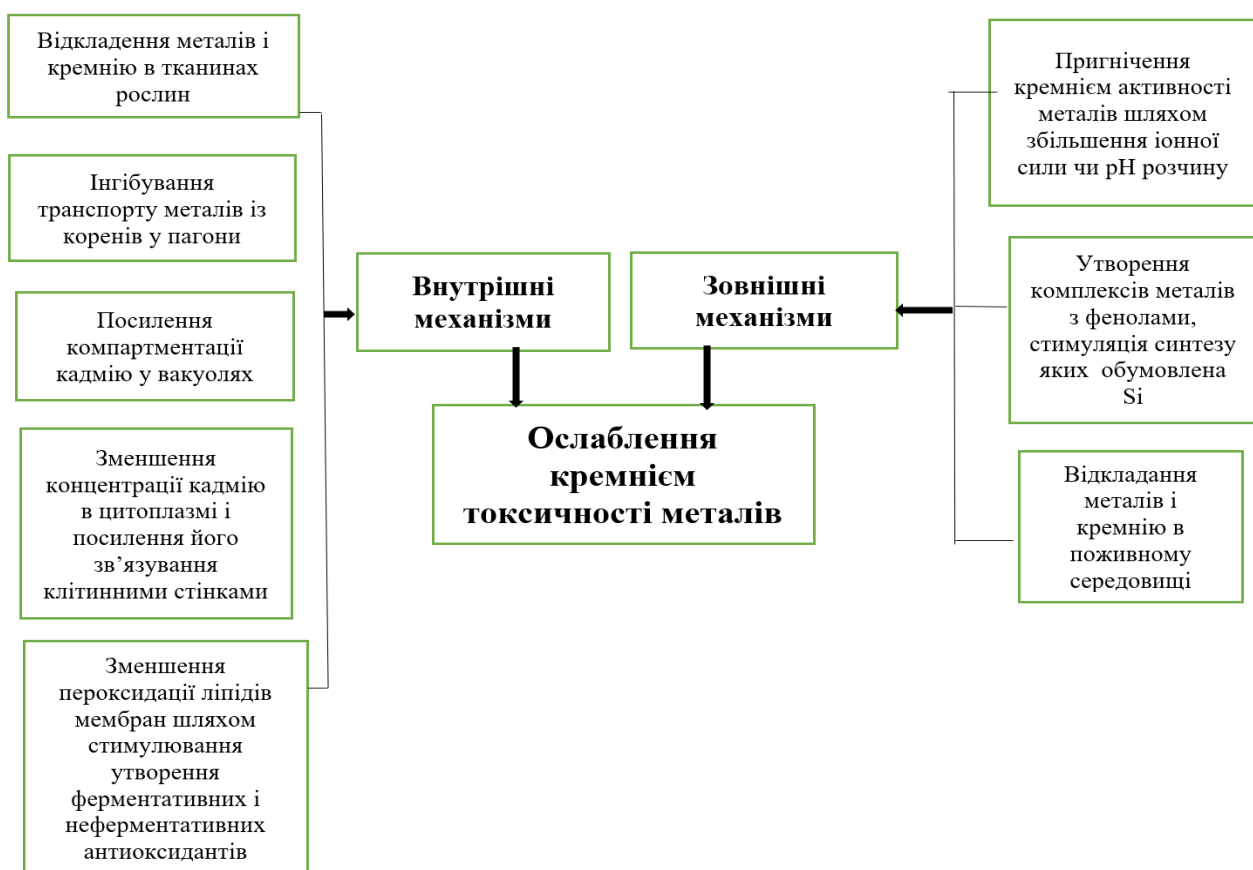 Відкладення металів і
кремнію в тканинах
рослин
Інгібування
транспорту металів із
коренів у пагони
Посилення
компартментації
кадмію у вакуолях
Зменшення
концентрації кадмію
в цитоплазмі і
посилення його
зв’язування
клітинними стінками
Зменшення
пероксидації ліпідів
мембран шляхом
стимулювання
утворення
ферментативних і
неферментативних
антиоксидантів
Внутрішні
механізми
Зовнішні
механізми
Ослаблення
кремнієм
токсичності металів
Пригнічення
кремнієм активності
металів шляхом
збільшення іонної
сили чи рН розчину
Утворення
комплексів металів
з фенолами,
стимуляція синтезу
яких обумовлена
Si
Відкладання
металів і
кремнію в
поживному
середовищі